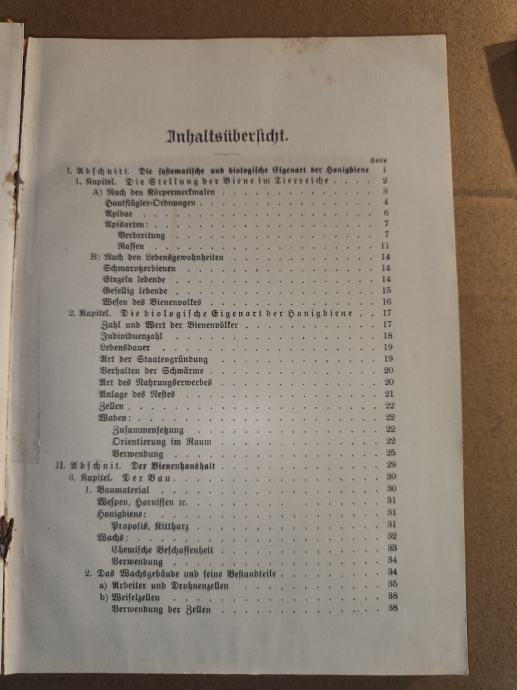 Inhaltsübersicht.
Seite
I. Abschnitt. Die systematische und biologische Eigenart der Honigbiene 1
1. Kapitel. Die Stellung der Biene im Tierreiche . . . . 2
A) Nach den Körpermerkmalen . . . . 3
Hautflügler-Ordnungen . . . . 4
Apidae . . . . 6
Apisarten: . . . . 7
Verbreitung . . . . 7
Rassen . . . . 11
B) Nach den Lebensgewohnheiten . . . . 14
Schmarotzerbienen . . . . 14
Einzeln lebende . . . . 14
Gesellig lebende . . . . 15
Wesen des Bienenvolkes . . . . 16
2. Kapitel. Die biologische Eigenart der Honigbiene . . . . 17
Zahl und Wert der Bienenvölker . . . . 17
Individuenzahl . . . . 18
Lebensdauer . . . . 19
Art der Staatengründung . . . . 19
Verhalten der Schwärme . . . . 20
Art des Nahrungserwerbes . . . . 20
Anlage des Nestes . . . . 21
Zellen . . . . 22
Waben: . . . . 22
Zusammensetzung . . . . 22
Orientierung im Raum . . . . 22
Verwendung . . . . 25
II. Abschnitt. Der Bienenhaushalt . . . . 29
3. Kapitel. Der Bau . . . . 30
1. Baumaterial . . . . 30
Wespen, Hornissen ꝛc. . . . . 31
Honigbiene: . . . . 31
Propolis, Kittharz . . . . 31
Wachs: . . . . 32
Chemische Beschaffenheit . . . . 33
Verwendung . . . . 34
2. Das Wachsgebäude und seine Bestandteile . . . . 34
a) Arbeiter und Drohnenzellen . . . . 35
b) Weiselzellen . . . . 38
Verwendung der Zellen . . . . 38